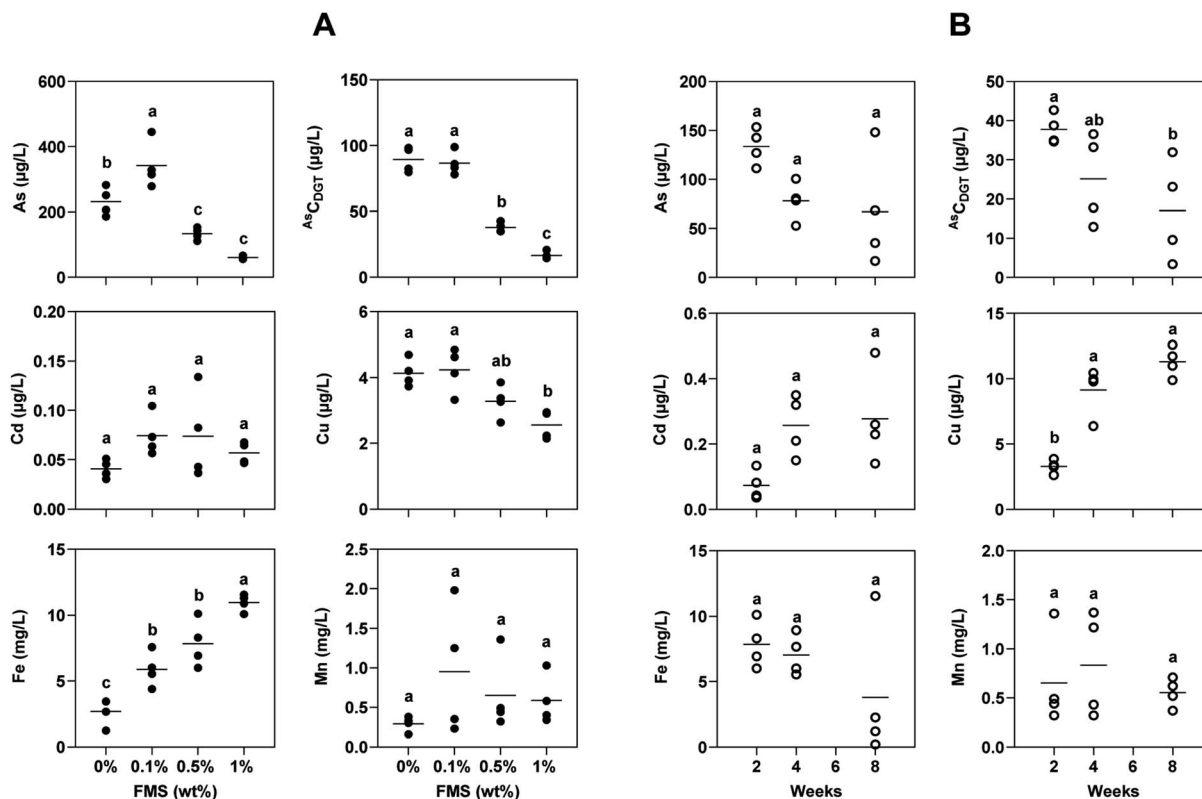 A
B
As (µg/L)
600
400
200
0
b
a
c
c
AsCDGT (µg/L)
150
100
50
0
a
a
b
c
As (µg/L)
200
150
100
50
0
a
a
a
AsCDGT (µg/L)
50
40
30
20
10
0
a
ab
b
Cd (µg/L)
0.20
0.15
0.10
0.05
0.00
a
a
a
a
Cu (µg/L)
6
4
2
0
a
a
ab
b
Cd (µg/L)
0.6
0.4
0.2
0.0
a
a
a
Cu (µg/L)
15
10
5
0
b
a
a
Fe (mg/L)
15
10
5
0
c
b
b
a
0% 0.1% 0.5% 1%
FMS (wt%)
Mn (mg/L)
2.5
2.0
1.5
1.0
0.5
0.0
a
a
a
a
0% 0.1% 0.5% 1%
FMS (wt%)
Fe (mg/L)
15
10
5
0
a
a
a
2 4 6 8
Weeks
Mn (mg/L)
2.0
1.5
1.0
0.5
0.0
a
a
a
2 4 6 8
Weeks